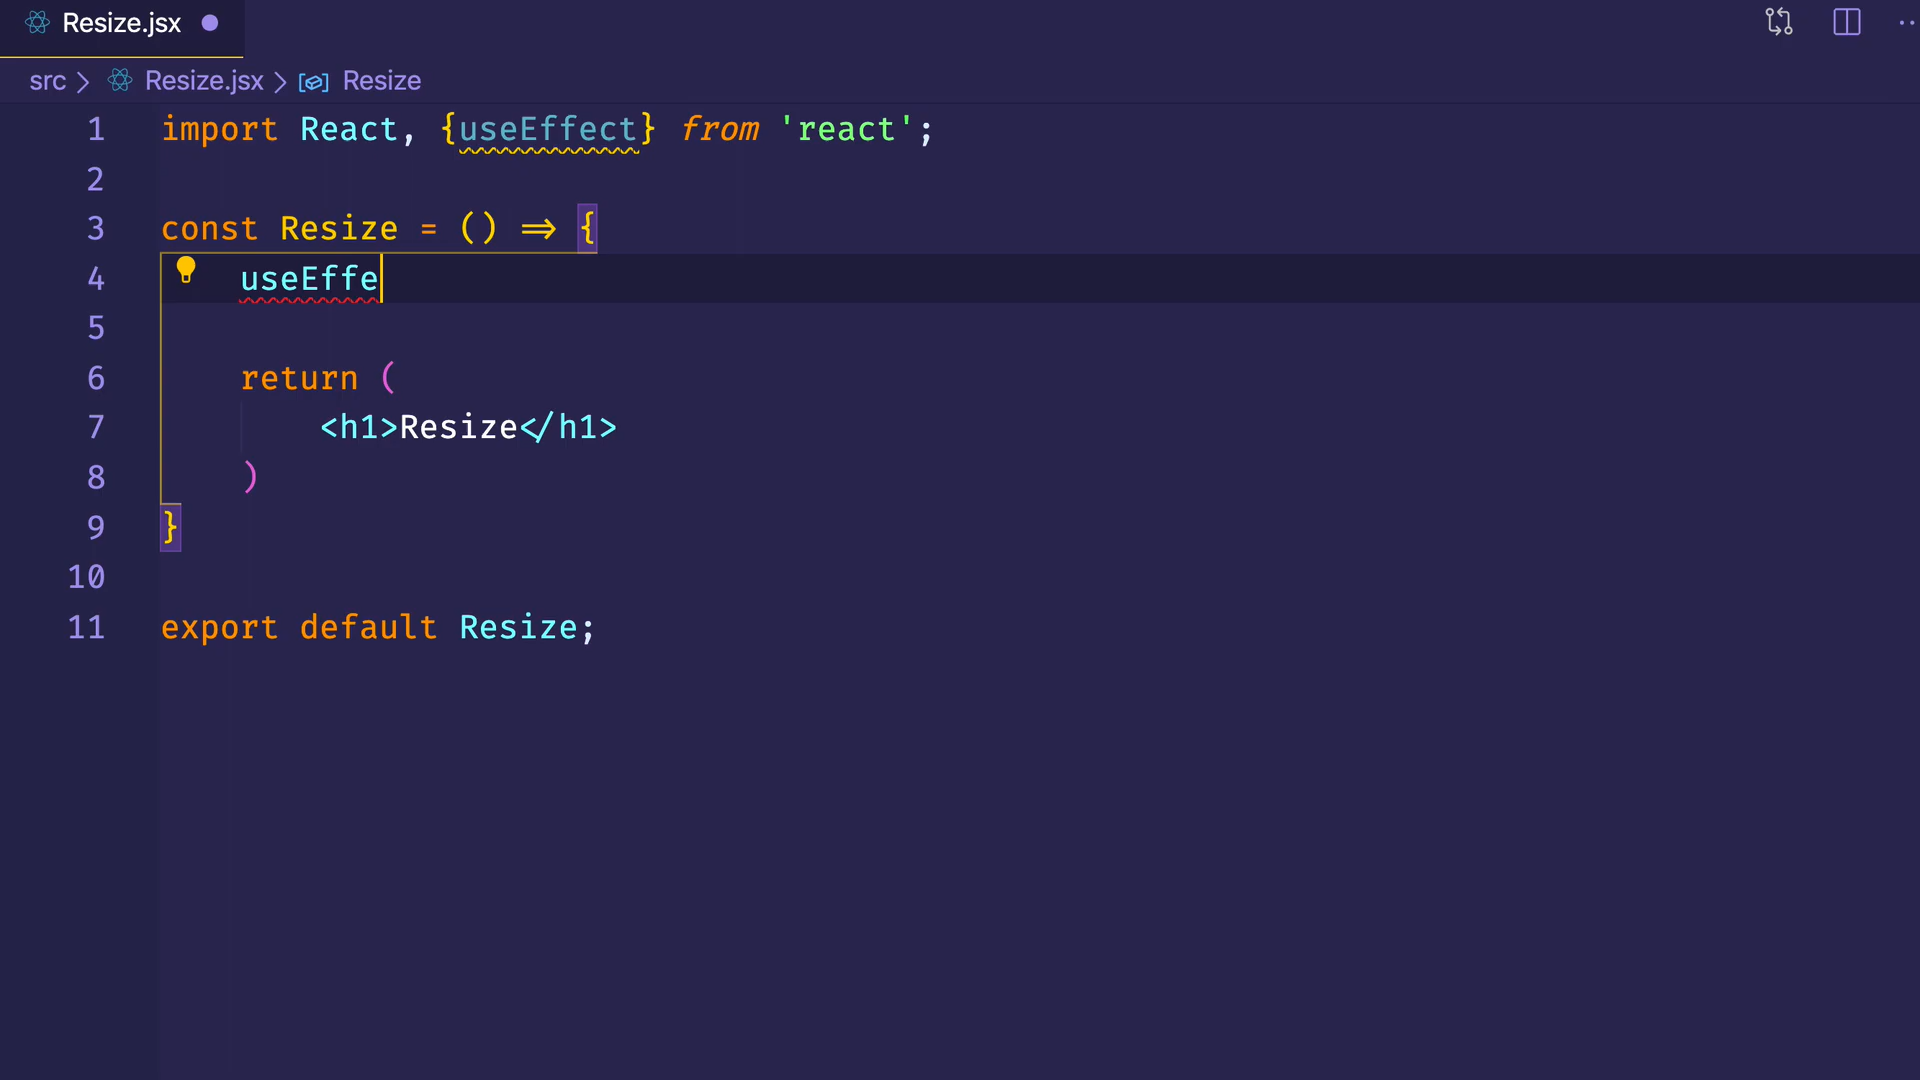 Resize.jsx
src > Resize.jsx > Resize
1 import React, {useEffect} from 'react';
2
3 const Resize = () => {
4 useEffe
5
6 return (
7 <h1>Resize</h1>
8 )
9 }
10
11 export default Resize;